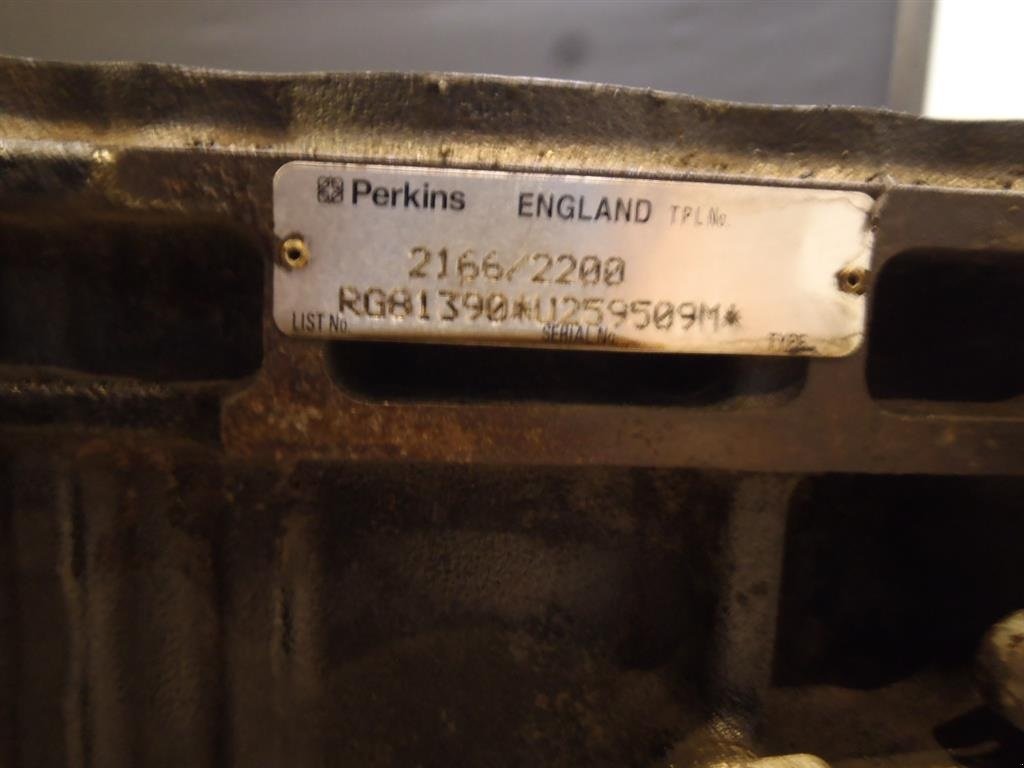 Perkins ENGLAND T.P.L.No.
2166/2200
RG81390*U259509M*
LIST No. SERIAL No. TYPE